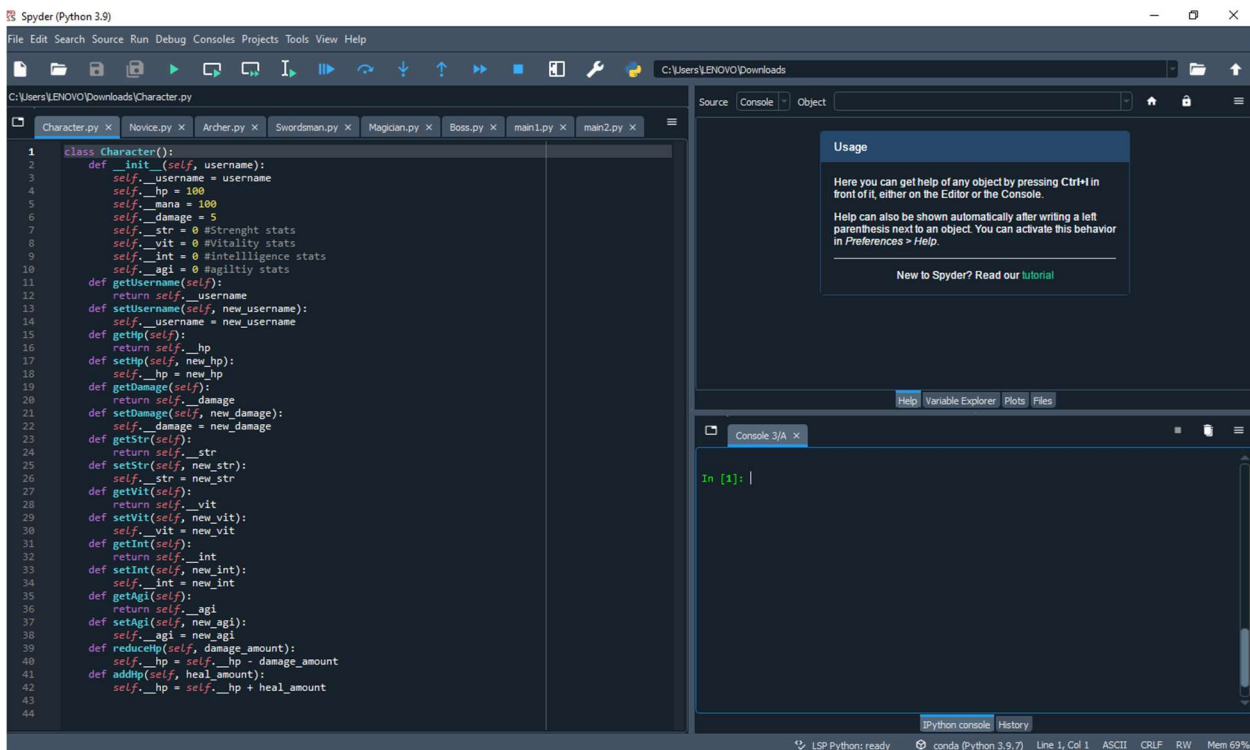 Spyder (Python 3.9)
File Edit Search Source Run Debug Consoles Projects Tools View Help
C:\Users\LENOVO\Downloads
C:\Users\LENOVO\Downloads\Character.py
Character.py Novice.py Archer.py Swordsman.py Magician.py Boss.py main1.py main2.py
1 class Character():
2 def __init__(self, username):
3 self.__username = username
4 self.__hp = 100
5 self.__mana = 100
6 self.__damage = 5
7 self.__str = 0 #Strenght stats
8 self.__vit = 0 #Vitality stats
9 self.__int = 0 #intellligence stats
10 self.__agi = 0 #agiltiy stats
11 def getUsername(self):
12 return self.__username
13 def setUsername(self, new_username):
14 self.__username = new_username
15 def getHp(self):
16 return self.__hp
17 def setHp(self, new_hp):
18 self.__hp = new_hp
19 def getDamage(self):
20 return self.__damage
21 def setDamage(self, new_damage):
22 self.__damage = new_damage
23 def getStr(self):
24 return self.__str
25 def setStr(self, new_str):
26 self.__str = new_str
27 def getVit(self):
28 return self.__vit
29 def setVit(self, new_vit):
30 self.__vit = new_vit
31 def getInt(self):
32 return self.__int
33 def setInt(self, new_int):
34 self.__int = new_int
35 def getAgi(self):
36 return self.__agi
37 def setAgi(self, new_agi):
38 self.__agi = new_agi
39 def reduceHp(self, damage_amount):
40 self.__hp = self.__hp - damage_amount
41 def addHp(self, heal_amount):
42 self.__hp = self.__hp + heal_amount
43
44
Source Console Object
Usage
Here you can get help of any object by pressing Ctrl+I in
front of it, either on the Editor or the Console.
Help can also be shown automatically after writing a left
parenthesis next to an object. You can activate this behavior
in Preferences > Help.
New to Spyder? Read our tutorial
Help Variable Explorer Plots Files
Console 3/A
In [1]:
IPython console History
LSP Python: ready conda (Python 3.9.7) Line 1, Col 1 ASCII CRLF RW Mem 69%